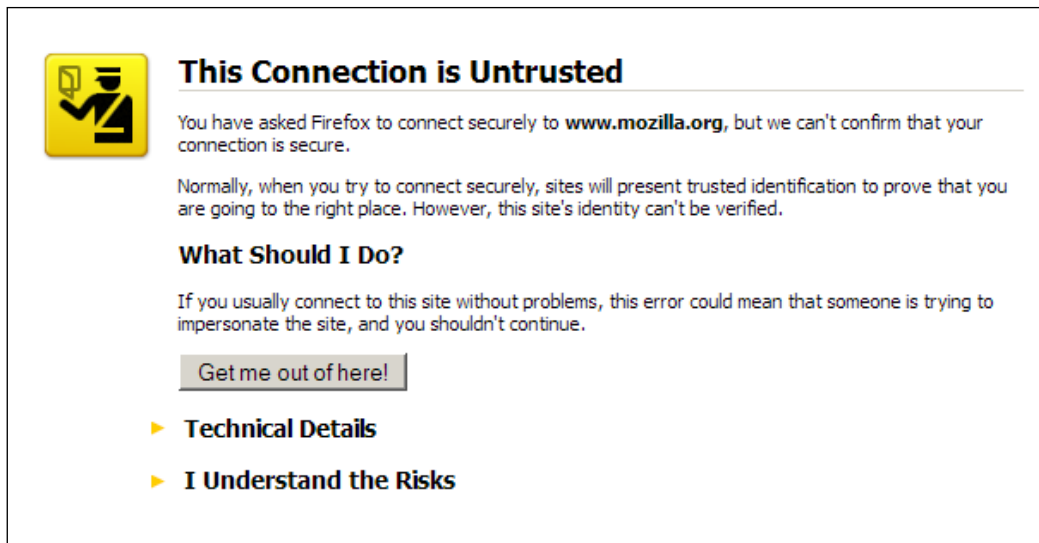 This Connection is Untrusted
You have asked Firefox to connect securely to www.mozilla.org, but we can't confirm that your
connection is secure.
Normally, when you try to connect securely, sites will present trusted identification to prove that you
are going to the right place. However, this site's identity can't be verified.
What Should I Do?
If you usually connect to this site without problems, this error could mean that someone is trying to
impersonate the site, and you shouldn't continue.
Get me out of here!
Technical Details
I Understand the Risks